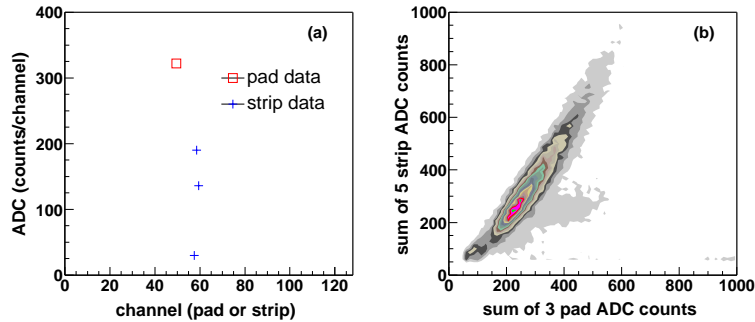 (a)
ADC (counts/channel)
400
300
200
100
0
pad data
strip data
0 20 40 60 80 100 120
channel (pad or strip)
(b)
sum of 5 strip ADC counts
1000
800
600
400
200
0
0 200 400 600 800 1000
sum of 3 pad ADC counts